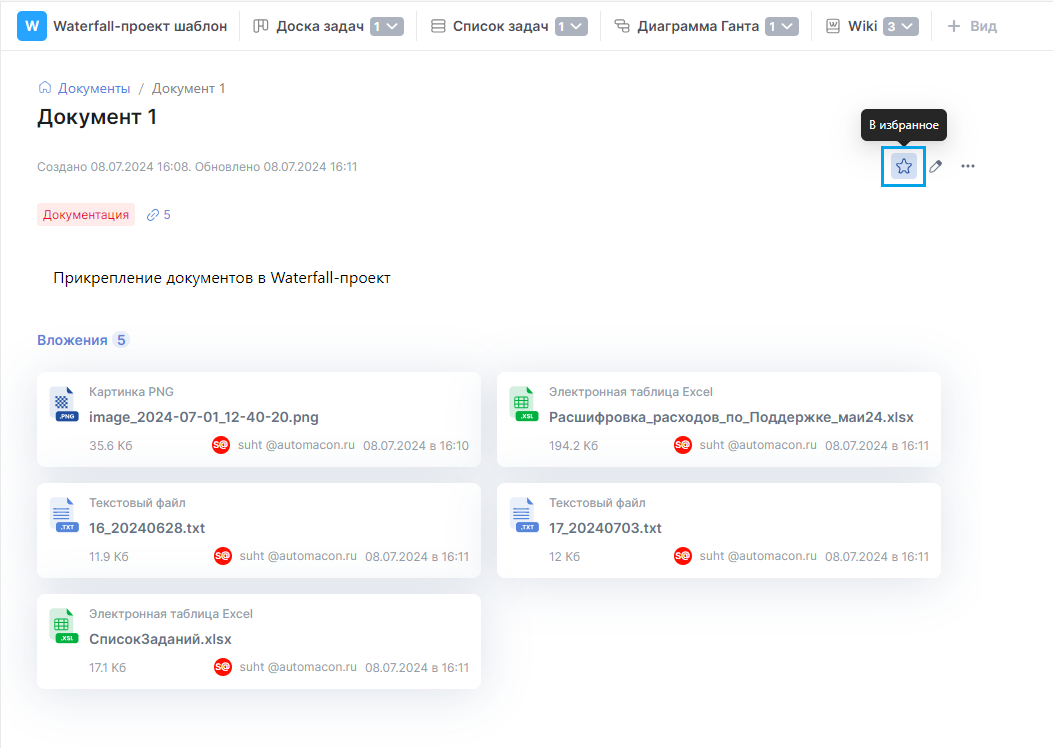 W Waterfall-проект шаблон Доска задач 1 Список задач 1 Диаграмма Ганта 1 Wiki 3 + Вид
Документы / Документ 1
Документ 1
В избранное
Создано 08.07.2024 16:08. Обновлено 08.07.2024 16:11
Документация 5
Прикрепление документов в Waterfall-проект
Вложения 5
.PNG
Картинка PNG
image_2024-07-01_12-40-20.png
35.6 Кб S@ suht @automacon.ru 08.07.2024 в 16:10
.XSL
Электронная таблица Excel
Расшифровка_расходов_по_Поддержке_маи24.xlsx
194.2 Кб S@ suht @automacon.ru 08.07.2024 в 16:11
.TXT
Текстовый файл
16_20240628.txt
11.9 Кб S@ suht @automacon.ru 08.07.2024 в 16:11
.TXT
Текстовый файл
17_20240703.txt
12 Кб S@ suht @automacon.ru 08.07.2024 в 16:11
.XSL
Электронная таблица Excel
СписокЗаданий.xlsx
17.1 Кб S@ suht @automacon.ru 08.07.2024 в 16:11